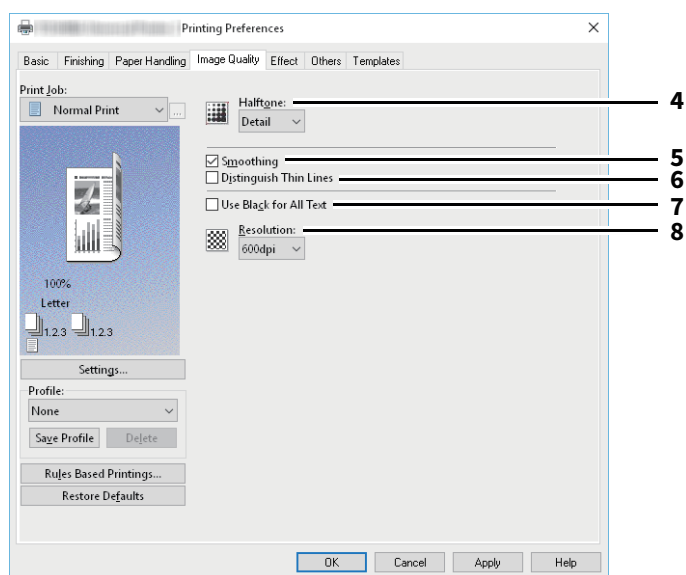 Printing Preferences
Basic Finishing Paper Handling Image Quality Effect Others Templates
Print Job:
Normal Print
...
Halftone:
Detail
4
Smoothing
5
Distinguish Thin Lines
6
Use Black for All Text
7
Resolution:
600dpi
8
100%
Letter
1.2.3 1.2.3
Settings...
Profile:
None
Save Profile Delete
Rules Based Printings...
Restore Defaults
OK Cancel Apply Help